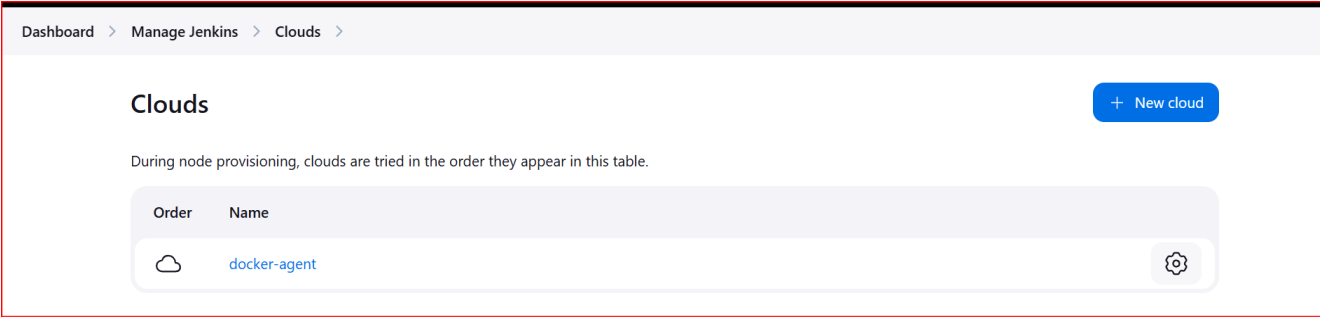 Dashboard > Manage Jenkins > Clouds >
Clouds
+ New cloud
During node provisioning, clouds are tried in the order they appear in this table.
Order Name
docker-agent